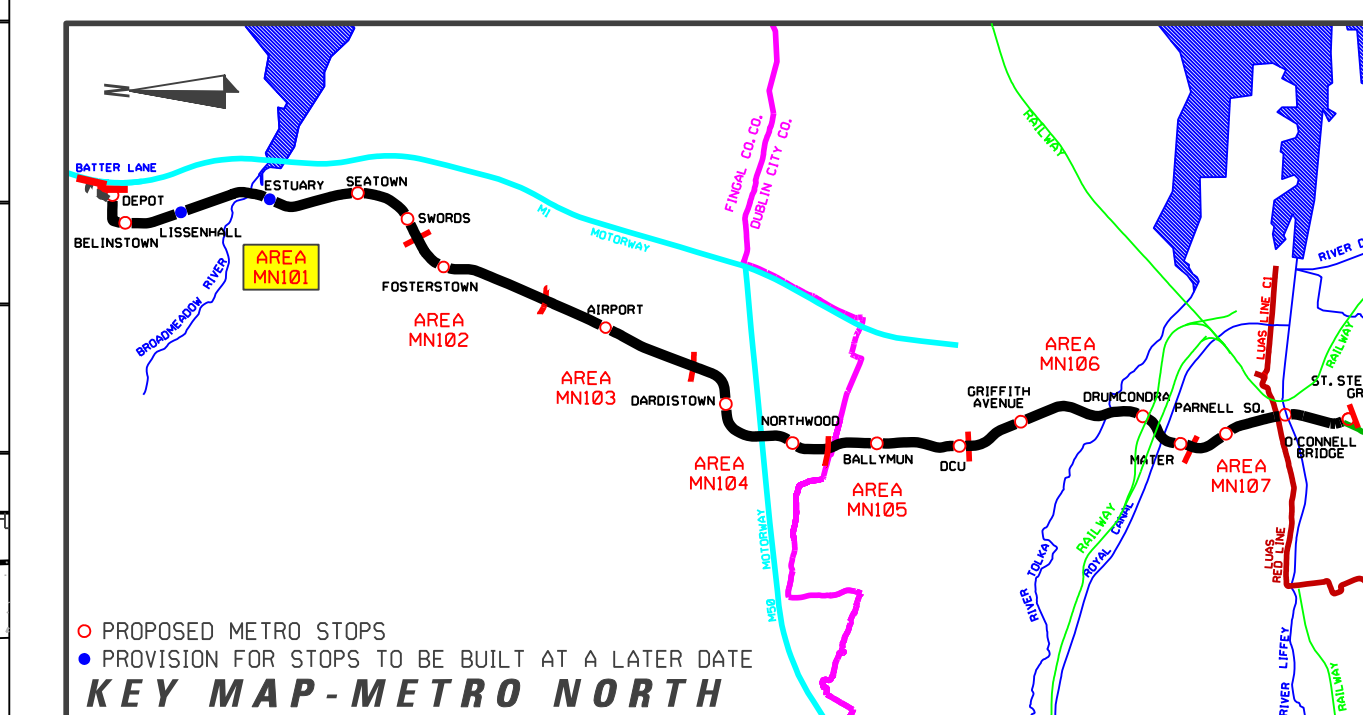 N
BATTER LANE
DEPOT
BELINSTOWN
LISSENHALL
ESTUARY
SEATOWN
SWORDS
AREA
MN101
BROADMEADOW RIVER
FOSTERSTOWN
AREA
MN102
M1
MOTORWAY
AIRPORT
AREA
MN103
DARDISTOWN
FINGAL CO. CO.
DUBLIN CITY CO.
NORTHWOOD
AREA
MN104
MOTORWAY
M50
BALLYMUN
AREA
MN105
DCU
GRIFFITH
AVENUE
AREA
MN106
DRUMCONDRA
MATER
RAILWAY
PARNELL SQ.
AREA
MN107
RAILWAY
ROYAL CANAL
RIVER TOLKA
LUAS LINE C1
O'CONNELL
BRIDGE
ST. STE
GR
RAILWAY
RIVER D
LUAS
RED LINE
RIVER LIFFEY
RAILWAY
PROPOSED METRO STOPS
PROVISION FOR STOPS TO BE BUILT AT A LATER DATE
KEY MAP-METRO NORTH